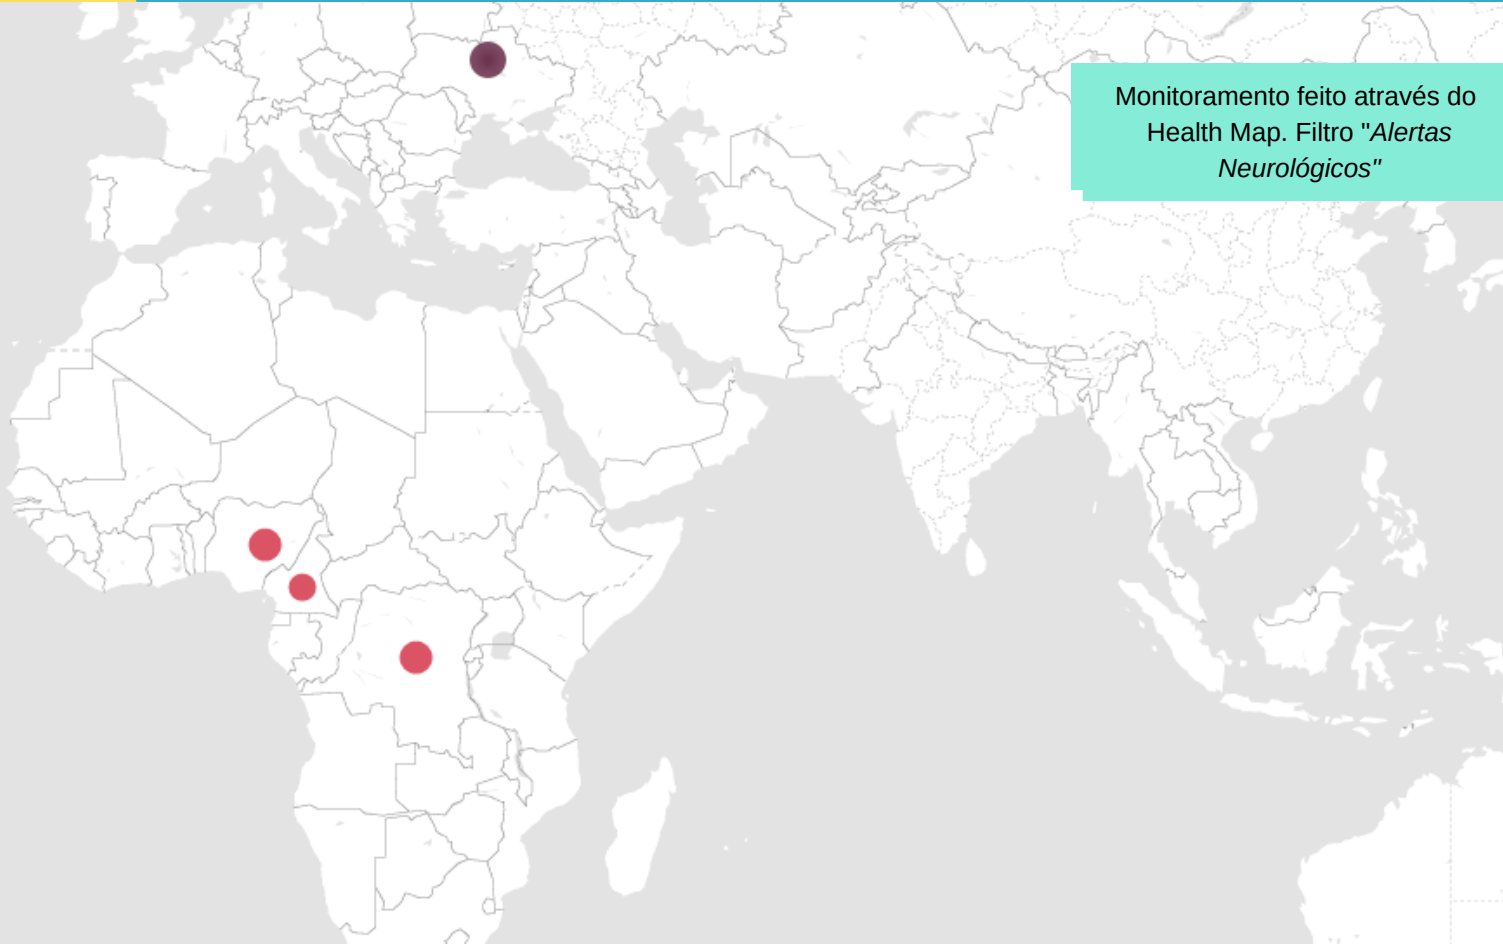 Monitoramento feito através do
Health Map. Filtro "Alertas
Neurológicos"